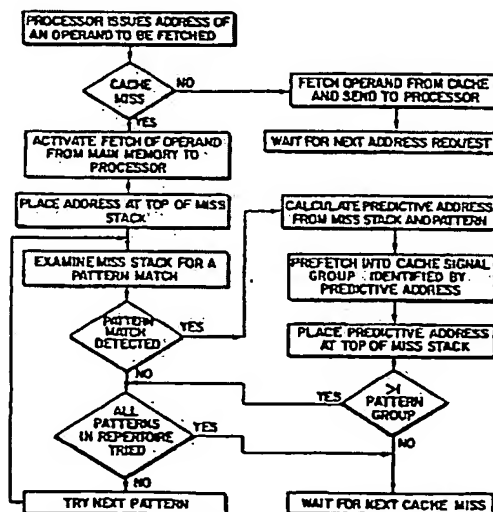 PROCESSOR ISSUES ADDRESS OF
AN OPERAND TO BE FETCHED
CACHE
MISS
NO
YES
FETCH OPERAND FROM CACHE
AND SEND TO PROCESSOR
WAIT FOR NEXT ADDRESS REQUEST
ACTIVATE FETCH OF OPERAND
FROM MAIN MEMORY TO
PROCESSOR
PLACE ADDRESS AT TOP OF MISS
STACK
EXAMINE MISS STACK FOR A
PATTERN MATCH
PATTERN
MATCH
DETECTED
YES
NO
CALCULATE PREDICTIVE ADDRESS
FROM MISS STACK AND PATTERN
PREFETCH INTO CACHE SIGNAL
GROUP IDENTIFIED BY
PREDICTIVE ADDRESS
PLACE PREDICTIVE ADDRESS
AT TOP OF MISS STACK
>1
PATTERN
GROUP
YES
NO
ALL
PATTERNS
IN REPERTOIRE
TRIED
YES
NO
TRY NEXT PATTERN
WAIT FOR NEXT CACHE MISS